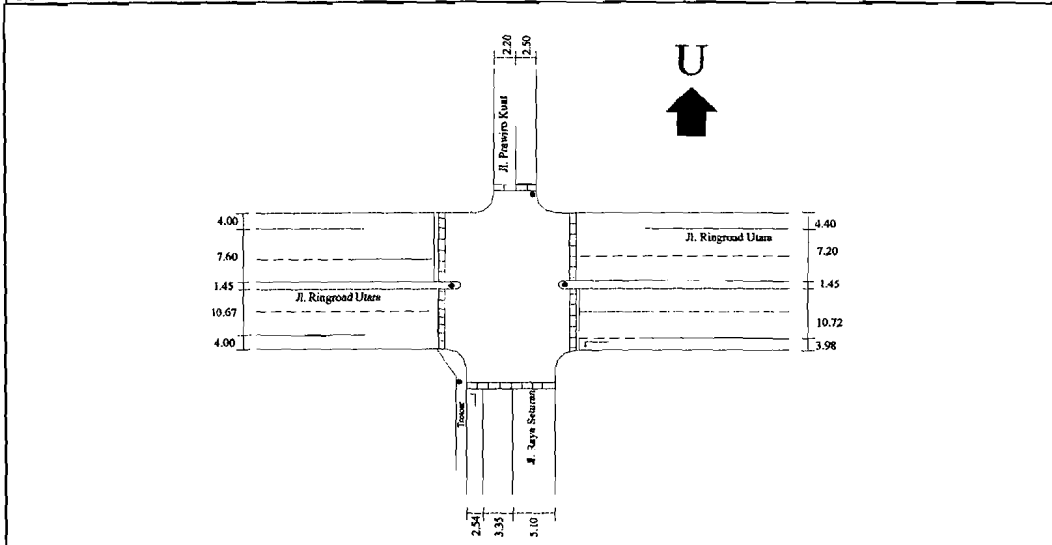 2.20
2.50
U
Jl. Prawiro Kuat
4.00
7.60
1.45
10.67
4.00
Jl. Ringroad Utara
Jl. Ringroad Utara
4.40
7.20
1.45
10.72
3.98
Trotoar
Jl. Raya Seturan
2.54
3.35
5.10